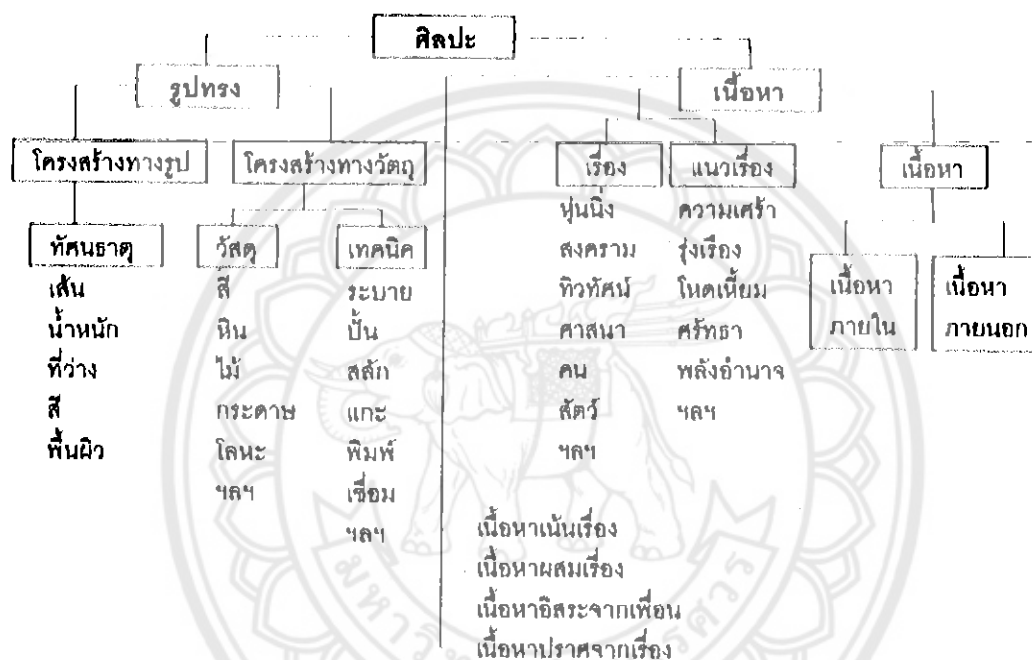 ศิลปะ
รูปทรง
เนื้อหา
โครงสร้างทางรูป
โครงสร้างทางวัตถุ
เรื่อง
แนวเรื่อง
เนื้อหา
ทัศนธาตุ
เส้น
น้ำหนัก
ที่ว่าง
สี
พื้นผิว
วัสดุ
สี
หิน
ไม้
กระดาษ
โลหะ
ฯลฯ
เทคนิค
ระบาย
ปั้น
สลัก
แกะ
พิมพ์
เชื่อม
ฯลฯ
หุ่นนิ่ง
สงคราม
ทิวทัศน์
ศาสนา
คน
สัตว์
ฯลฯ
ความเศร้า
รุ่งเรือง
โหดเหี้ยม
ศรัทธา
พลังอำนาจ
ฯลฯ
เนื้อหา
ภายใน
เนื้อหา
ภายนอก
เนื้อหาเน้นเรื่อง
เนื้อหาผสมเรื่อง
เนื้อหาอิสระจากเพื่อน
เนื้อหาปราศจากเรื่อง